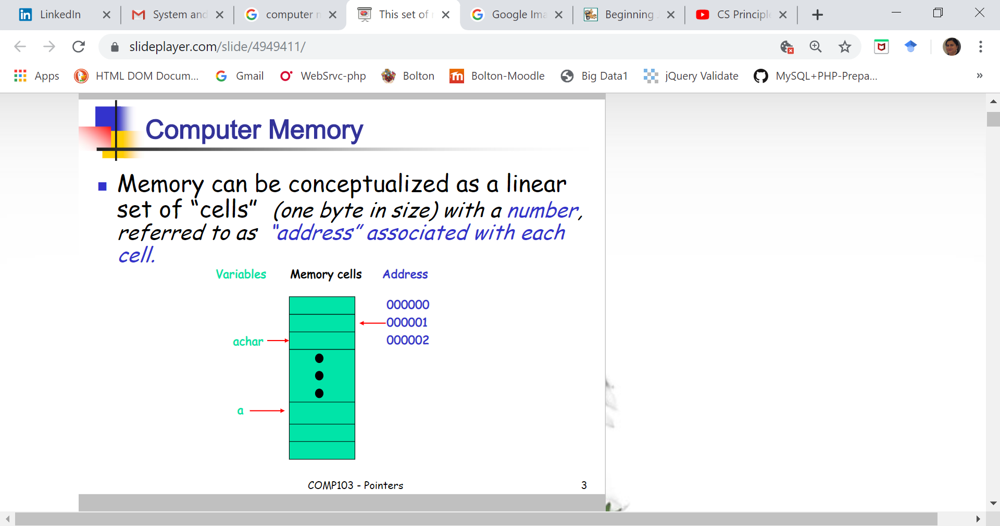 LinkedIn System and computer m This set of Google Ima Beginning CS Principle
slideplayer.com/slide/4949411/
Apps HTML DOM Docum... Gmail WebSrvc-php Bolton Bolton-Moodle Big Data1 jQuery Validate MySQL+PHP-Prepa... »
Computer Memory
Memory can be conceptualized as a linear
set of “cells” (one byte in size) with a number,
referred to as “address” associated with each
cell.
Variables Memory cells Address
000000
000001
achar 000002
a
COMP103 - Pointers 3